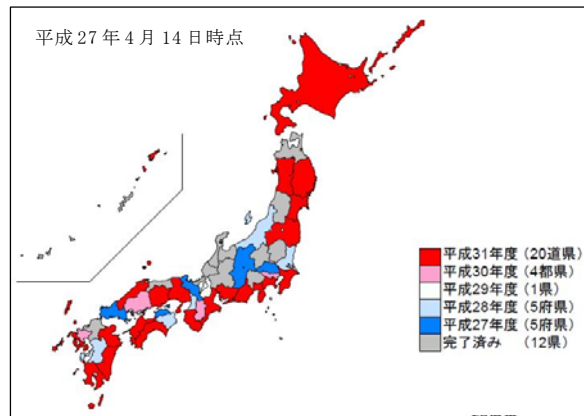 平成27年4月14日時点
平成31年度(20道県)
平成30年度(4都県)
平成29年度(1県)
平成28年度(5府県)
平成27年度(5府県)
完了済み (12県)